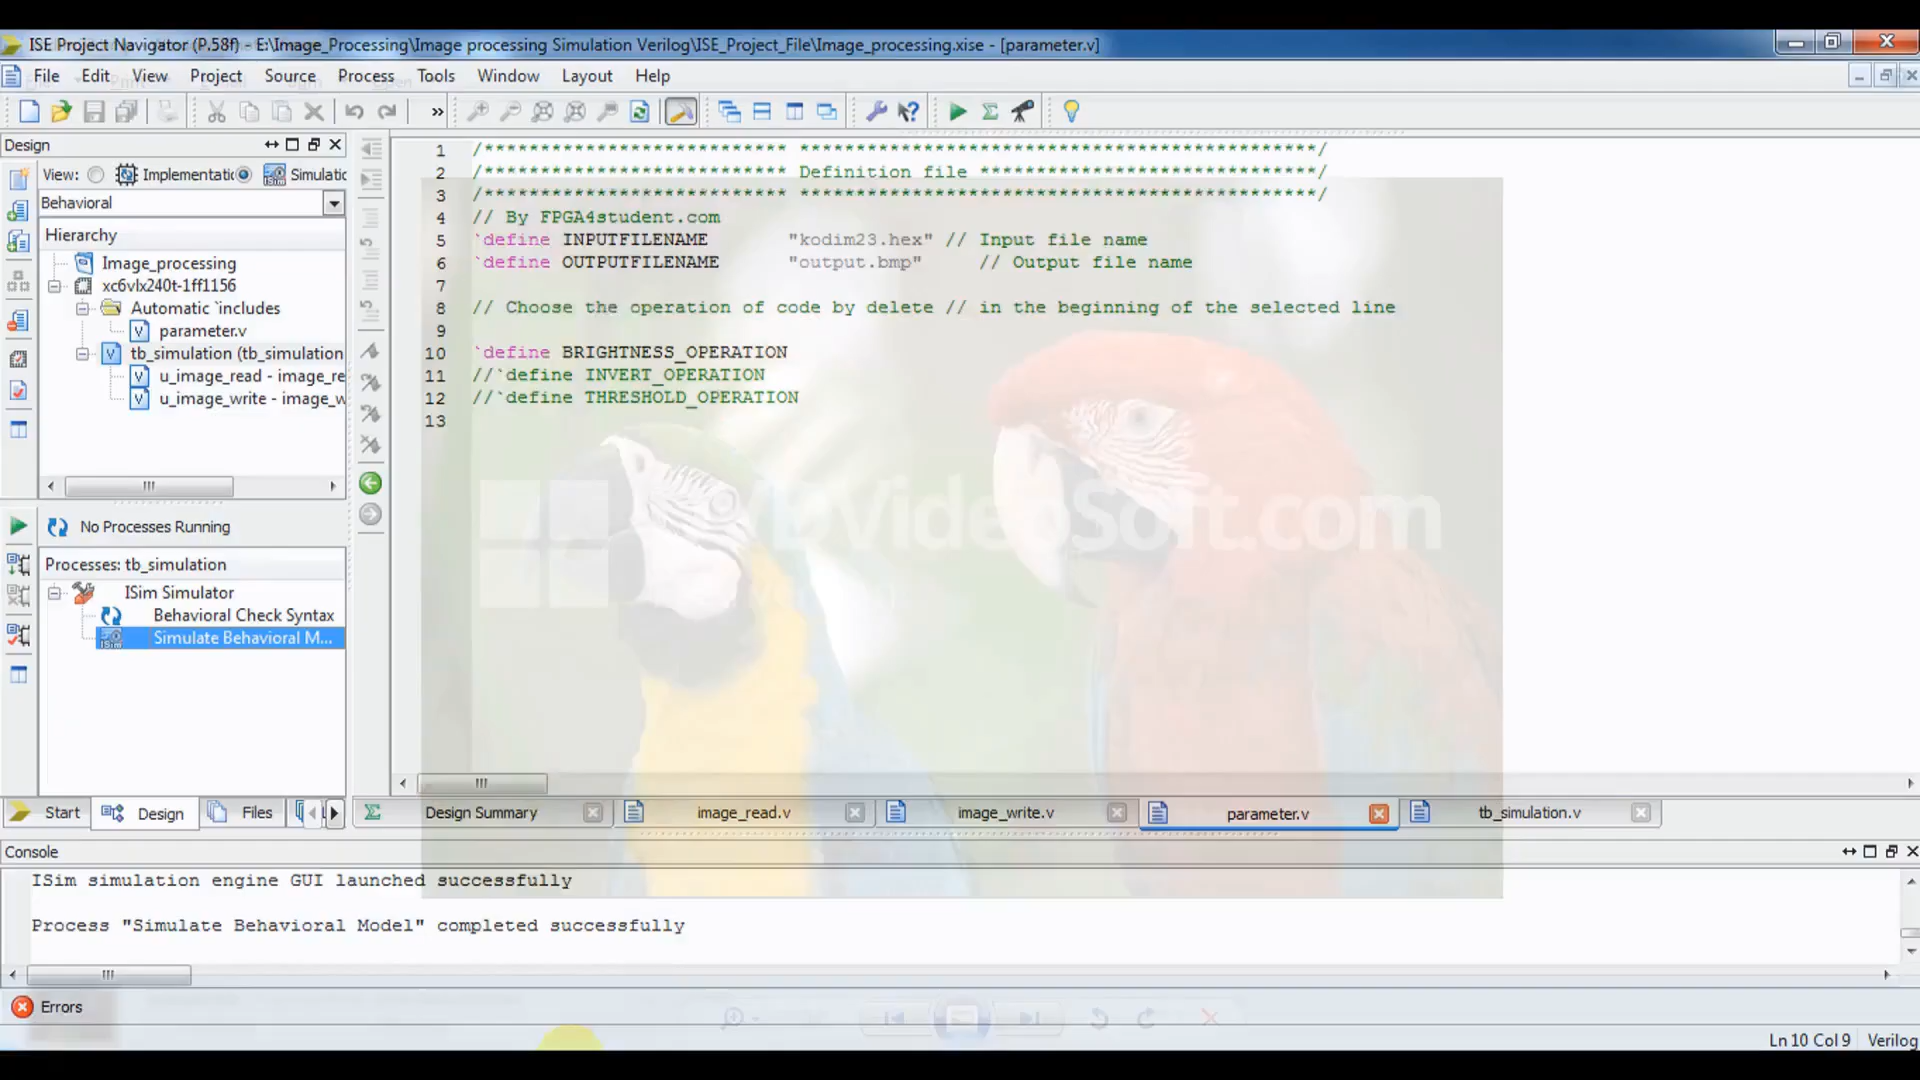 ISE Project Navigator (P.58f) - E:\Image_Processing\Image processing Simulation Verilog\ISE_Project_File\Image_processing.xise - [parameter.v]
File Edit View Project Source Process Tools Window Layout Help
Design
View: Implementatic Simulatic
Behavioral
Hierarchy
Image_processing
xc6vlx240t-1ff1156
Automatic `includes
parameter.v
tb_simulation (tb_simulation
u_image_read - image_re
u_image_write - image_w
No Processes Running
Processes: tb_simulation
ISim Simulator
Behavioral Check Syntax
Simulate Behavioral M...
Start Design Files
1 /*************************** **********************************************/
2 /*************************** Definition file ******************************/
3 /*************************** **********************************************/
4 // By FPGA4student.com
5 `define INPUTFILENAME "kodim23.hex" // Input file name
6 `define OUTPUTFILENAME "output.bmp" // Output file name
7
8 // Choose the operation of code by delete // in the beginning of the selected line
9
10 `define BRIGHTNESS_OPERATION
11 //`define INVERT_OPERATION
12 //`define THRESHOLD_OPERATION
13
DVDVideoSoft.com
Design Summary image_read.v image_write.v parameter.v tb_simulation.v
Console
ISim simulation engine GUI launched successfully
Process "Simulate Behavioral Model" completed successfully
Errors
Ln 10 Col 9 Verilog